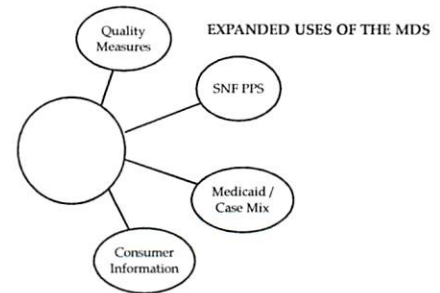 Quality
Measures
EXPANDED USES OF THE MDS
SNF PPS
Medicaid /
Case Mix
Consumer
Information